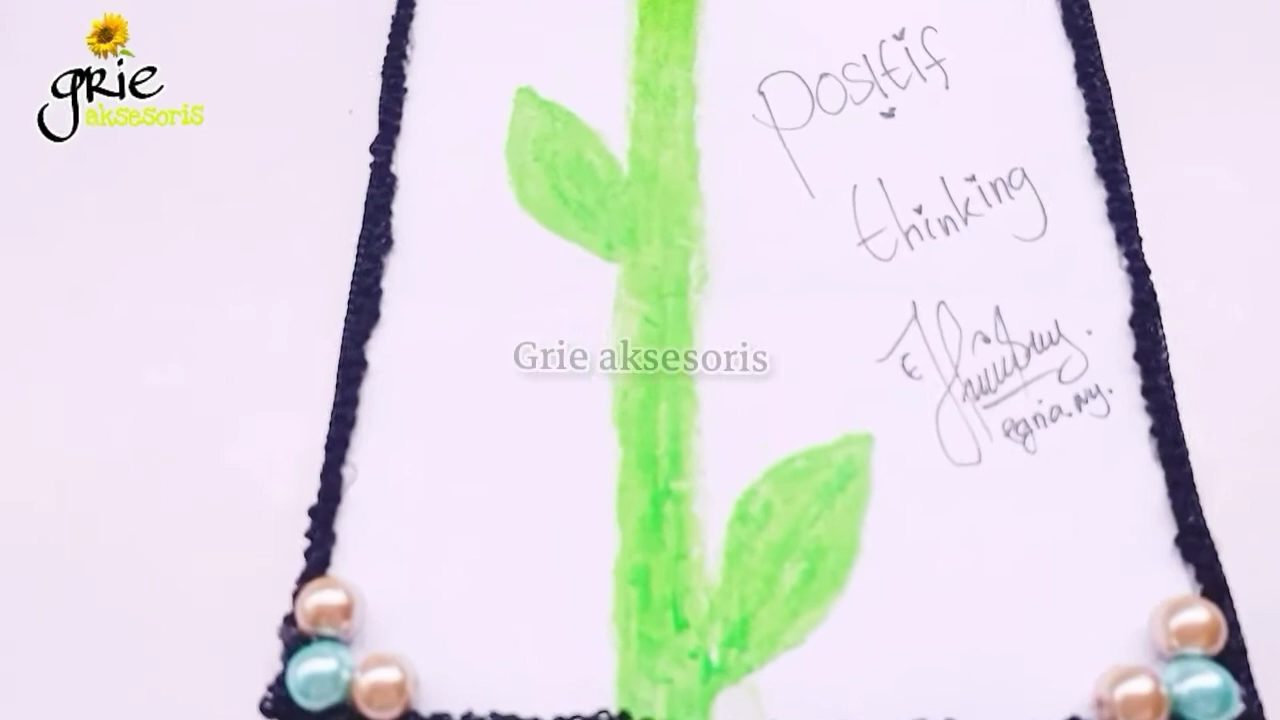 grie
aksesoris
positif
thinking
Grie aksesoris